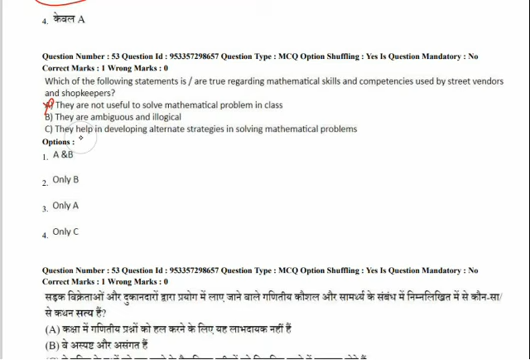 4. केवल A
Question Number : 53 Question Id : 953357298657 Question Type : MCQ Option Shuffling : Yes Is Question Mandatory : No
Correct Marks : 1 Wrong Marks : 0
Which of the following statements is / are true regarding mathematical skills and competencies used by street vendors
and shopkeepers?
A) They are not useful to solve mathematical problem in class
B) They are ambiguous and illogical
C) They help in developing alternate strategies in solving mathematical problems
Options :
1. A &B
2. Only B
3. Only A
4. Only C
Question Number : 53 Question Id : 953357298657 Question Type : MCQ Option Shuffling : Yes Is Question Mandatory : No
Correct Marks : 1 Wrong Marks : 0
सड़क विक्रेताओं और दुकानदारों द्वारा प्रयोग में लाए जाने वाले गणितीय कौशल और सामर्थ्य के संबंध में निम्नलिखित में से कौन-सा/
से कथन सत्य हैं?
(A) कक्षा में गणितीय प्रश्नों को हल करने के लिए यह लाभदायक नहीं हैं
(B) वे अस्पष्ट और असंगत हैं